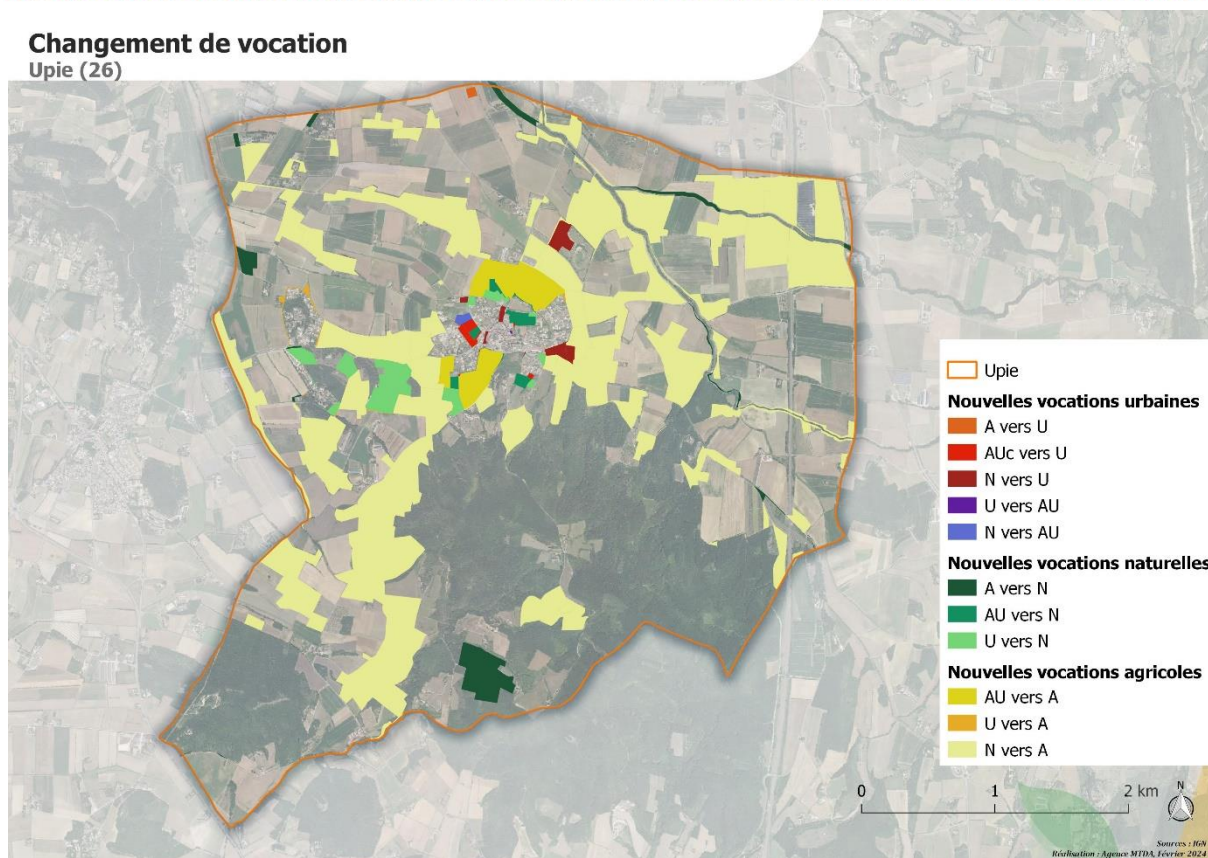 Changement de vocation
Upie (26)
Upie
Nouvelles vocations urbaines
A vers U
AUc vers U
N vers U
U vers AU
N vers AU
Nouvelles vocations naturelles
A vers N
AU vers N
U vers N
Nouvelles vocations agricoles
AU vers A
U vers A
N vers A
0 1 2 km
N
Sources : IGN
Réalisation : Agence MTDA, Février 2024